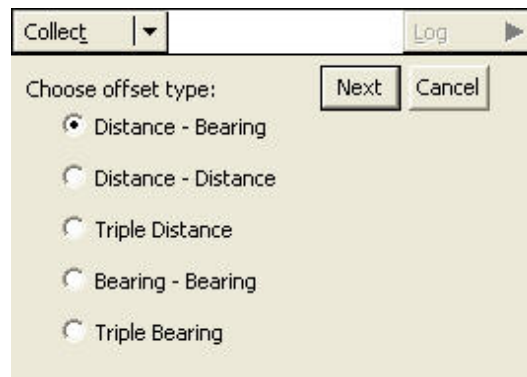 Collect Log
Choose offset type: Next Cancel
Distance - Bearing
Distance - Distance
Triple Distance
Bearing - Bearing
Triple Bearing